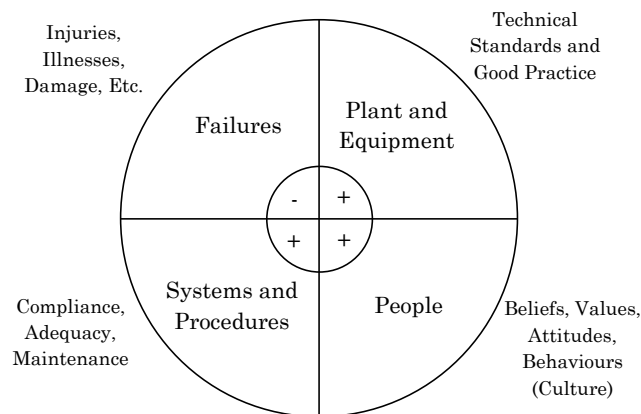 Injuries,
Illnesses,
Damage, Etc.
Technical
Standards and
Good Practice
Failures
Plant and
Equipment
-
+
+
+
Systems and
Procedures
People
Compliance,
Adequacy,
Maintenance
Beliefs, Values,
Attitudes,
Behaviours
(Culture)